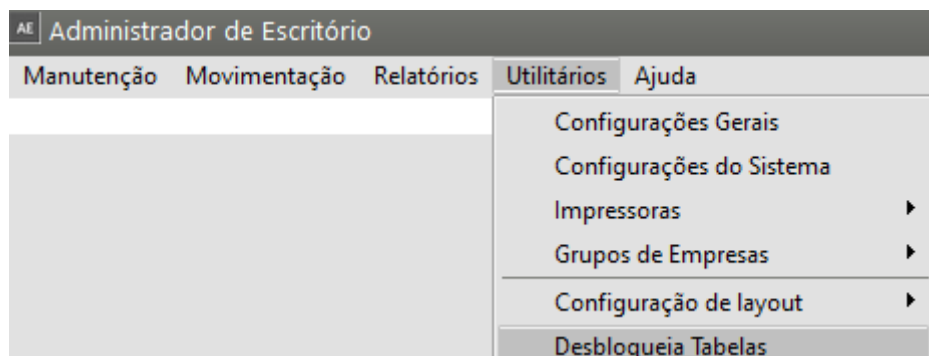 AE Administrador de Escritório
Manutenção Movimentação Relatórios Utilitários Ajuda
Configurações Gerais
Configurações do Sistema
Impressoras
Grupos de Empresas
Configuração de layout
Desbloqueia Tabelas